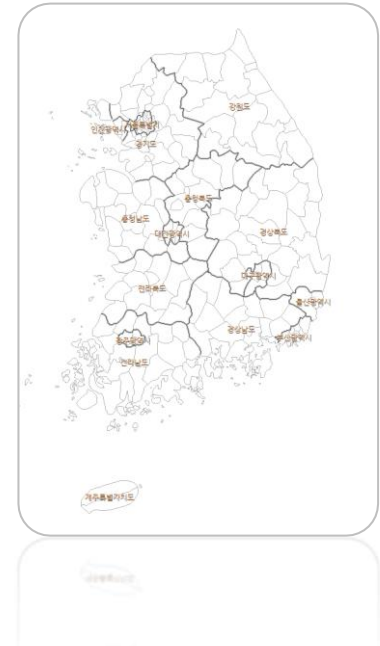 강원도
인천광역시
서울특별시
경기도
충청북도
충청남도
대전광역시
경상북도
대구광역시
전라북도
울산광역시
경상남도
부산광역시
광주광역시
전라남도
제주특별자치도